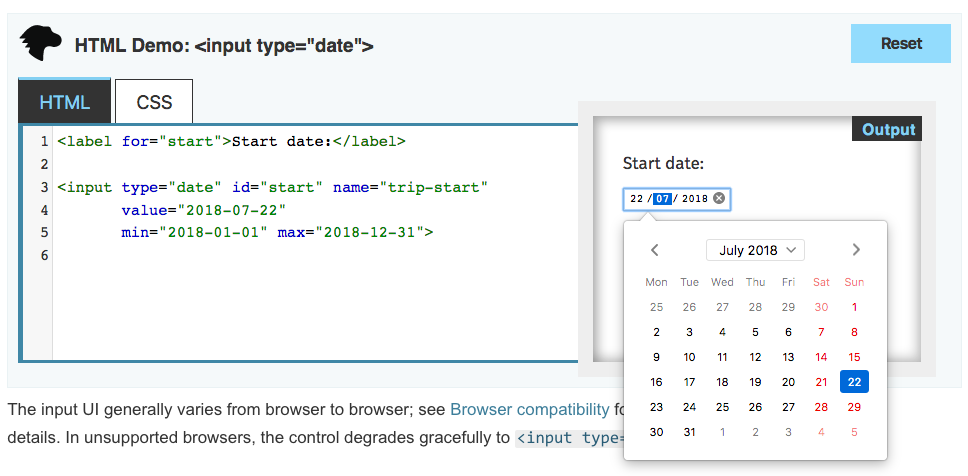 HTML Demo: <input type="date">
Reset
HTML
CSS
1 <label for="start">Start date:</label>
2
3 <input type="date" id="start" name="trip-start"
4 value="2018-07-22"
5 min="2018-01-01" max="2018-12-31">
6
Output
Start date:
22 / 07 / 2018
July 2018
Mon Tue Wed Thu Fri Sat Sun
25 26 27 28 29 30 1
2 3 4 5 6 7 8
9 10 11 12 13 14 15
16 17 18 19 20 21 22
23 24 25 26 27 28 29
30 31 1 2 3 4 5
The input UI generally varies from browser to browser; see Browser compatibility
details. In unsupported browsers, the control degrades gracefully to <input type=